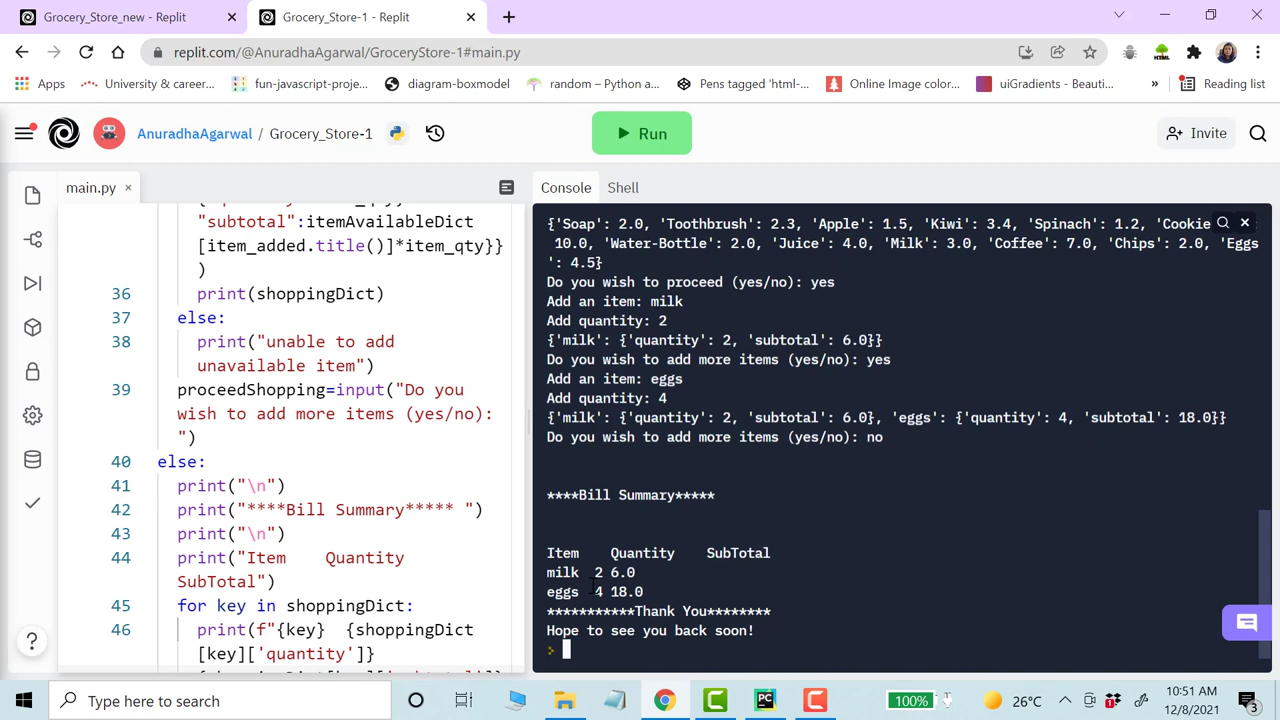 Grocery_Store_new - Replit
Grocery_Store-1 - Replit
replit.com/@AnuradhaAgarwal/GroceryStore-1#main.py
Apps
University & career...
fun-javascript-proje...
diagram-boxmodel
random – Python a...
Pens tagged 'html-...
Online Image color...
uiGradients - Beauti...
»
Reading list
AnuradhaAgarwal / Grocery_Store-1
Run
Invite
main.py
"subtotal":itemAvailableDict
[item_added.title()]*item_qty}}
)
36 print(shoppingDict)
37 else:
38 print("unable to add
unavailable item")
39 proceedShopping=input("Do you
wish to add more items (yes/no):
")
40 else:
41 print("\n")
42 print("****Bill Summary***** ")
43 print("\n")
44 print("Item    Quantity
SubTotal")
45 for key in shoppingDict:
46 print(f"{key}  {shoppingDict
[key]['quantity']}
Console
Shell
{'Soap': 2.0, 'Toothbrush': 2.3, 'Apple': 1.5, 'Kiwi': 3.4, 'Spinach': 1.2, 'Cookie
10.0, 'Water-Bottle': 2.0, 'Juice': 4.0, 'Milk': 3.0, 'Coffee': 7.0, 'Chips': 2.0, 'Eggs
': 4.5}
Do you wish to proceed (yes/no): yes
Add an item: milk
Add quantity: 2
{'milk': {'quantity': 2, 'subtotal': 6.0}}
Do you wish to add more items (yes/no): yes
Add an item: eggs
Add quantity: 4
{'milk': {'quantity': 2, 'subtotal': 6.0}, 'eggs': {'quantity': 4, 'subtotal': 18.0}}
Do you wish to add more items (yes/no): no
****Bill Summary*****
Item    Quantity    SubTotal
milk  2 6.0
eggs  4 18.0
***********Thank You********
Hope to see you back soon!
>
?
Type here to search
100%
26°C
10:51 AM
12/8/2021
3